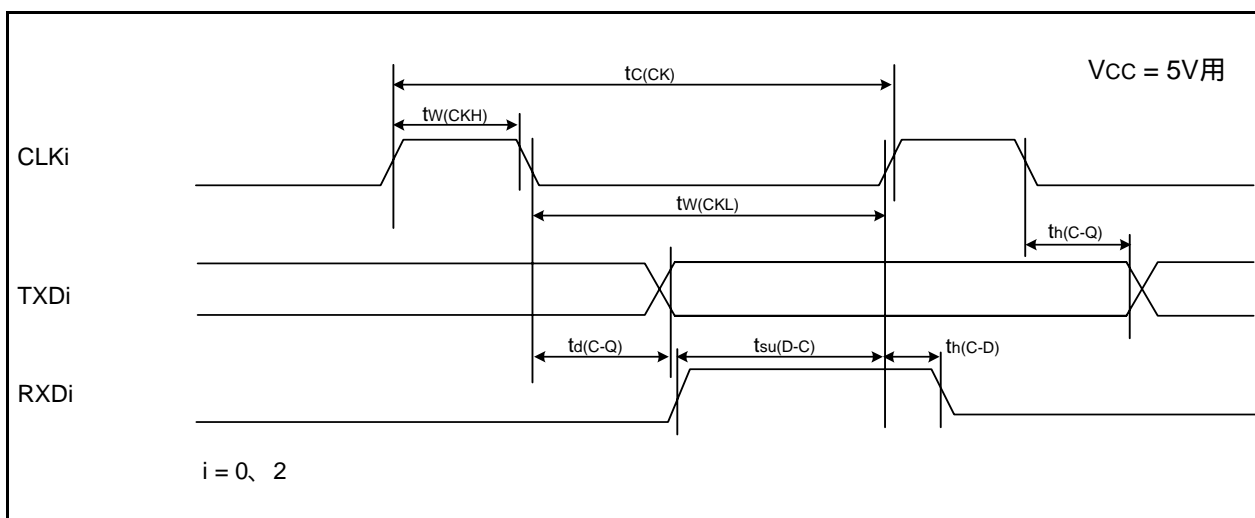 VCC = 5V用
tC(CK)
tW(CKH)
CLKi
tW(CKL)
th(C-Q)
TXDi
td(C-Q)
tsu(D-C)
th(C-D)
RXDi
i = 0、2